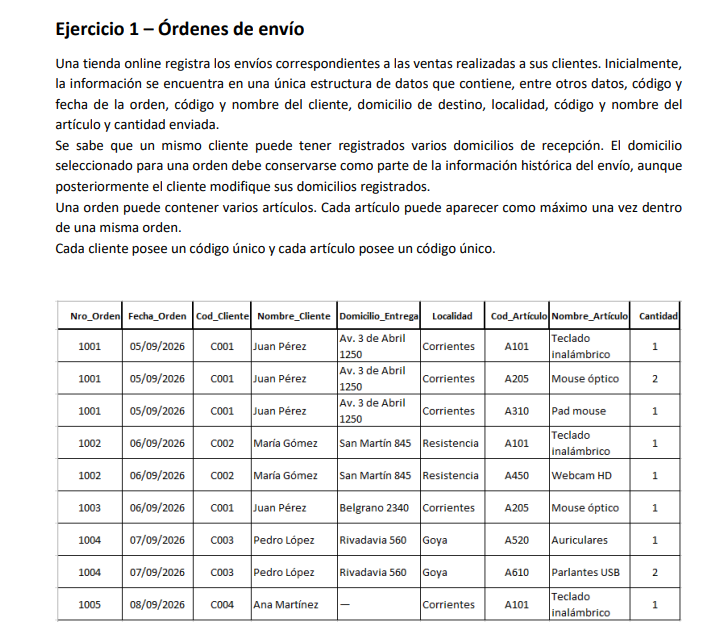 Ejercicio 1 – Órdenes de envío
Una tienda online registra los envíos correspondientes a las ventas realizadas a sus clientes. Inicialmente,
la información se encuentra en una única estructura de datos que contiene, entre otros datos, código y
fecha de la orden, código y nombre del cliente, domicilio de destino, localidad, código y nombre del
artículo y cantidad enviada.
Se sabe que un mismo cliente puede tener registrados varios domicilios de recepción. El domicilio
seleccionado para una orden debe conservarse como parte de la información histórica del envío, aunque
posteriormente el cliente modifique sus domicilios registrados.
Una orden puede contener varios artículos. Cada artículo puede aparecer como máximo una vez dentro
de una misma orden.
Cada cliente posee un código único y cada artículo posee un código único.
Nro_Orden Fecha_Orden Cod_Cliente Nombre_Cliente Domicilio_Entrega Localidad Cod_Artículo Nombre_Artículo Cantidad
1001 05/09/2026 C001 Juan Pérez Av. 3 de Abril 1250 Corrientes A101 Teclado inalámbrico 1
1001 05/09/2026 C001 Juan Pérez Av. 3 de Abril 1250 Corrientes A205 Mouse óptico 2
1001 05/09/2026 C001 Juan Pérez Av. 3 de Abril 1250 Corrientes A310 Pad mouse 1
1002 06/09/2026 C002 María Gómez San Martín 845 Resistencia A101 Teclado inalámbrico 1
1002 06/09/2026 C002 María Gómez San Martín 845 Resistencia A450 Webcam HD 1
1003 06/09/2026 C001 Juan Pérez Belgrano 2340 Corrientes A205 Mouse óptico 1
1004 07/09/2026 C003 Pedro López Rivadavia 560 Goya A520 Auriculares 1
1004 07/09/2026 C003 Pedro López Rivadavia 560 Goya A610 Parlantes USB 2
1005 08/09/2026 C004 Ana Martínez — Corrientes A101 Teclado inalámbrico 1